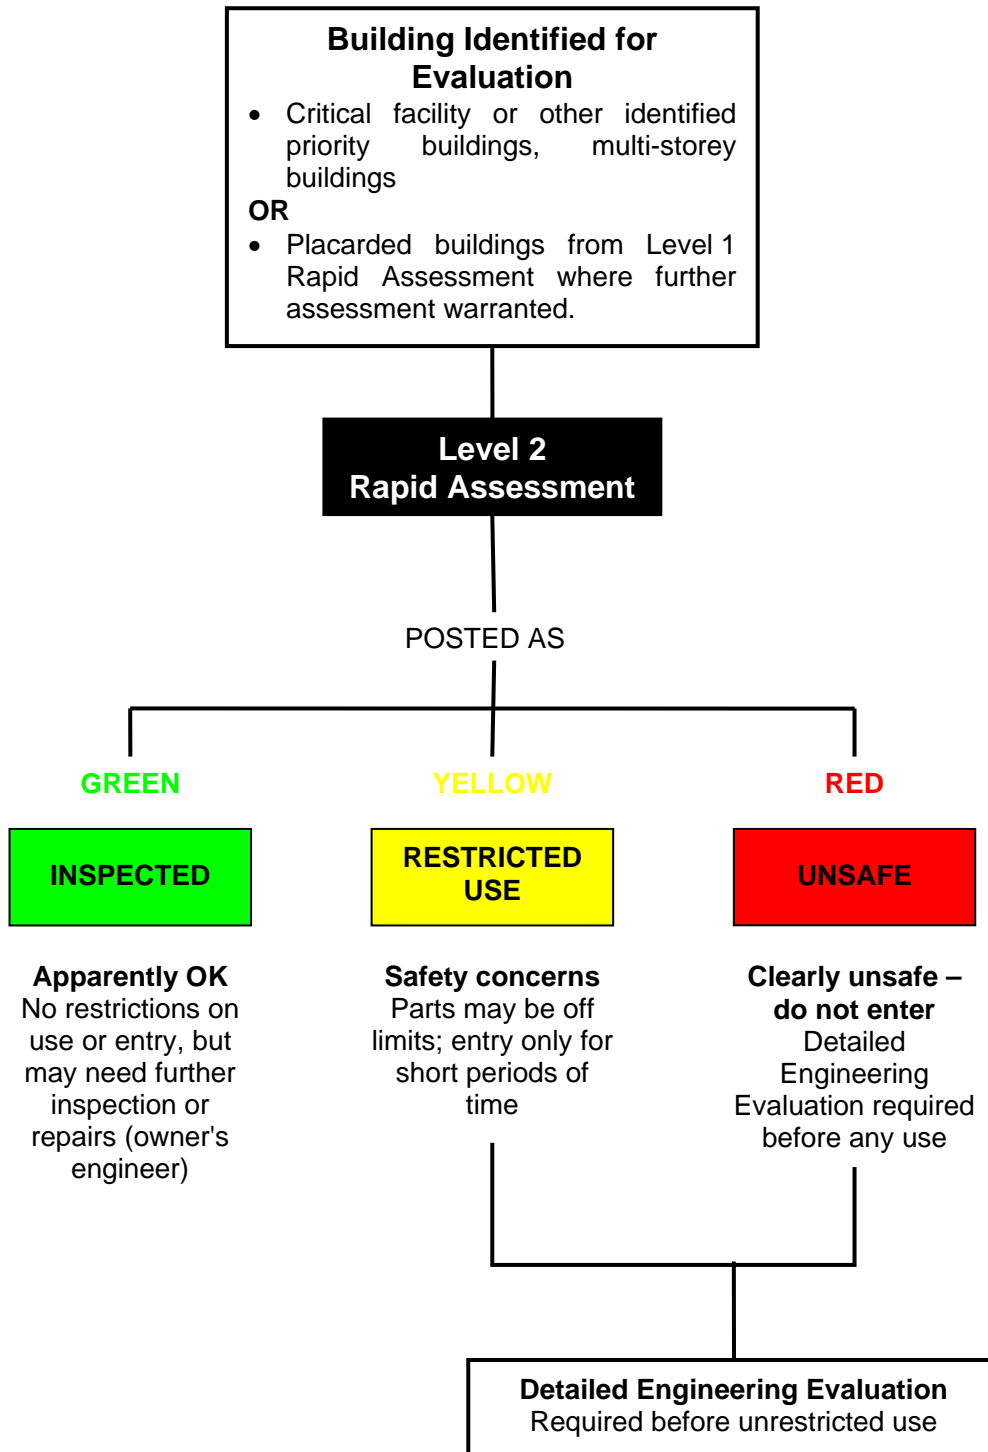 Building Identified for
Evaluation
• Critical facility or other identified
priority buildings, multi-storey
buildings
OR
• Placarded buildings from Level 1
Rapid Assessment where further
assessment warranted.
Level 2
Rapid Assessment
POSTED AS
GREEN
YELLOW
RED
INSPECTED
RESTRICTED
USE
UNSAFE
Apparently OK
No restrictions on
use or entry, but
may need further
inspection or
repairs (owner's
engineer)
Safety concerns
Parts may be off
limits; entry only for
short periods of
time
Clearly unsafe –
do not enter
Detailed
Engineering
Evaluation required
before any use
Detailed Engineering Evaluation
Required before unrestricted use